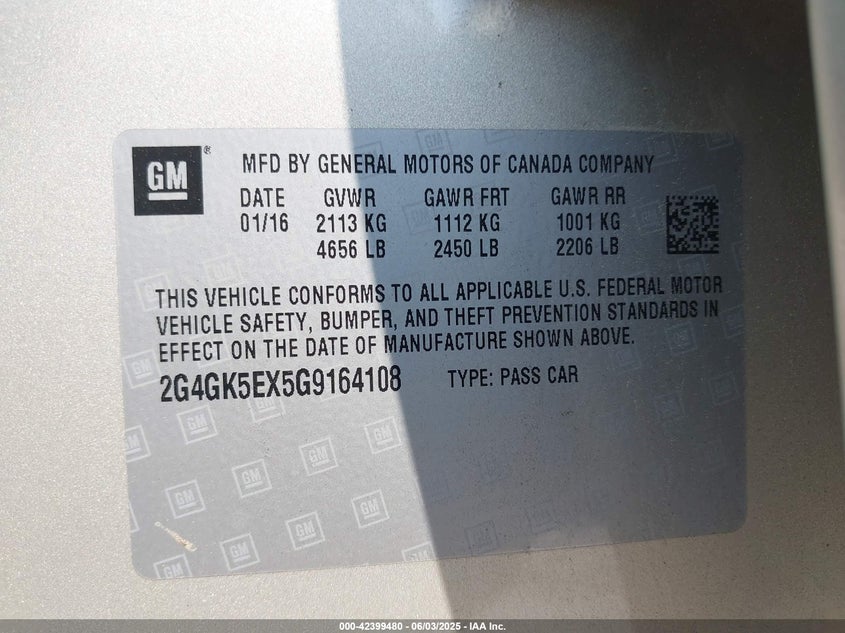 GM®
MFD BY GENERAL MOTORS OF CANADA COMPANY
DATE GVWR GAWR FRT GAWR RR
01/16 2113 KG 1112 KG 1001 KG
4656 LB 2450 LB 2206 LB
THIS VEHICLE CONFORMS TO ALL APPLICABLE U.S. FEDERAL MOTOR
VEHICLE SAFETY, BUMPER, AND THEFT PREVENTION STANDARDS IN
EFFECT ON THE DATE OF MANUFACTURE SHOWN ABOVE.
2G4GK5EX5G9164108 TYPE: PASS CAR
000-42399480 - 06/03/2025 - IAA Inc.